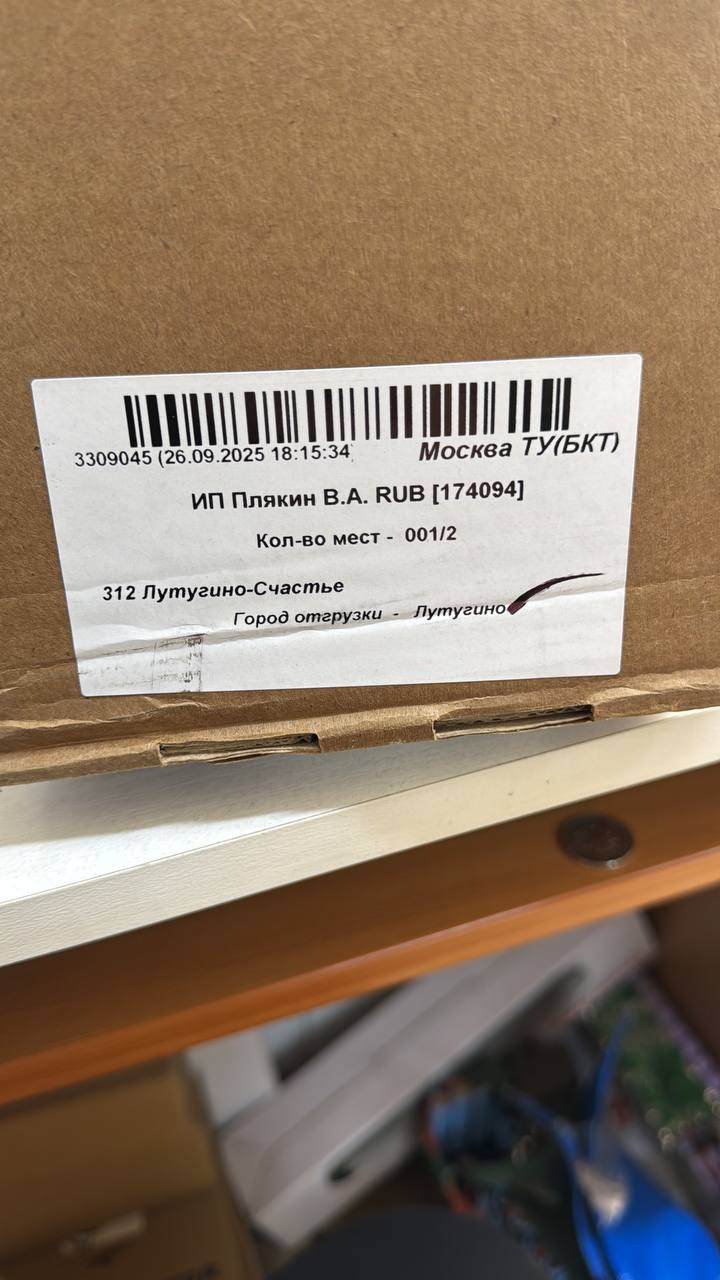 3309045 (26.09.2025 18:15:34 Москва ТУ(БКТ)
ИП Плякин В.А. RUB [174094]
Кол-во мест - 001/2
312 Лутугино-Счастье
Город отгрузки - Лутугино